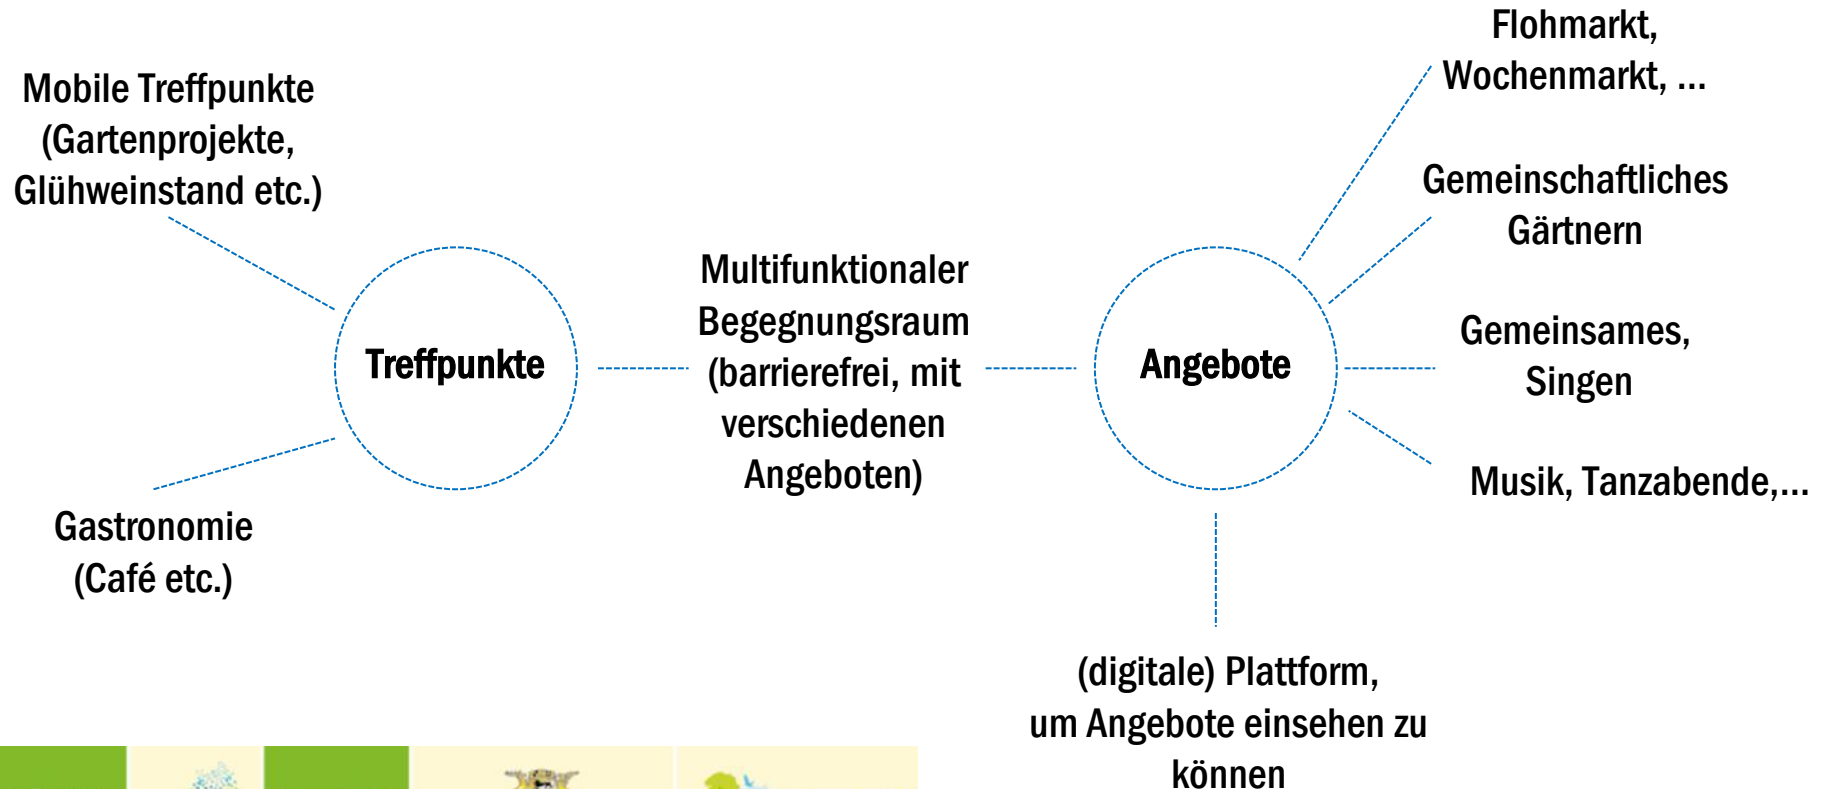 Mobile Treffpunkte
(Gartenprojekte,
Glühweinstand etc.)
Gastronomie
(Café etc.)
Treffpunkte
Multifunktionaler
Begegnungsraum
(barrierefrei, mit
verschiedenen
Angeboten)
Angebote
Flohmarkt,
Wochenmarkt, ...
Gemeinschaftliches
Gärtnern
Gemeinsames,
Singen
Musik, Tanzabende,...
(digitale) Plattform,
um Angebote einsehen zu
können